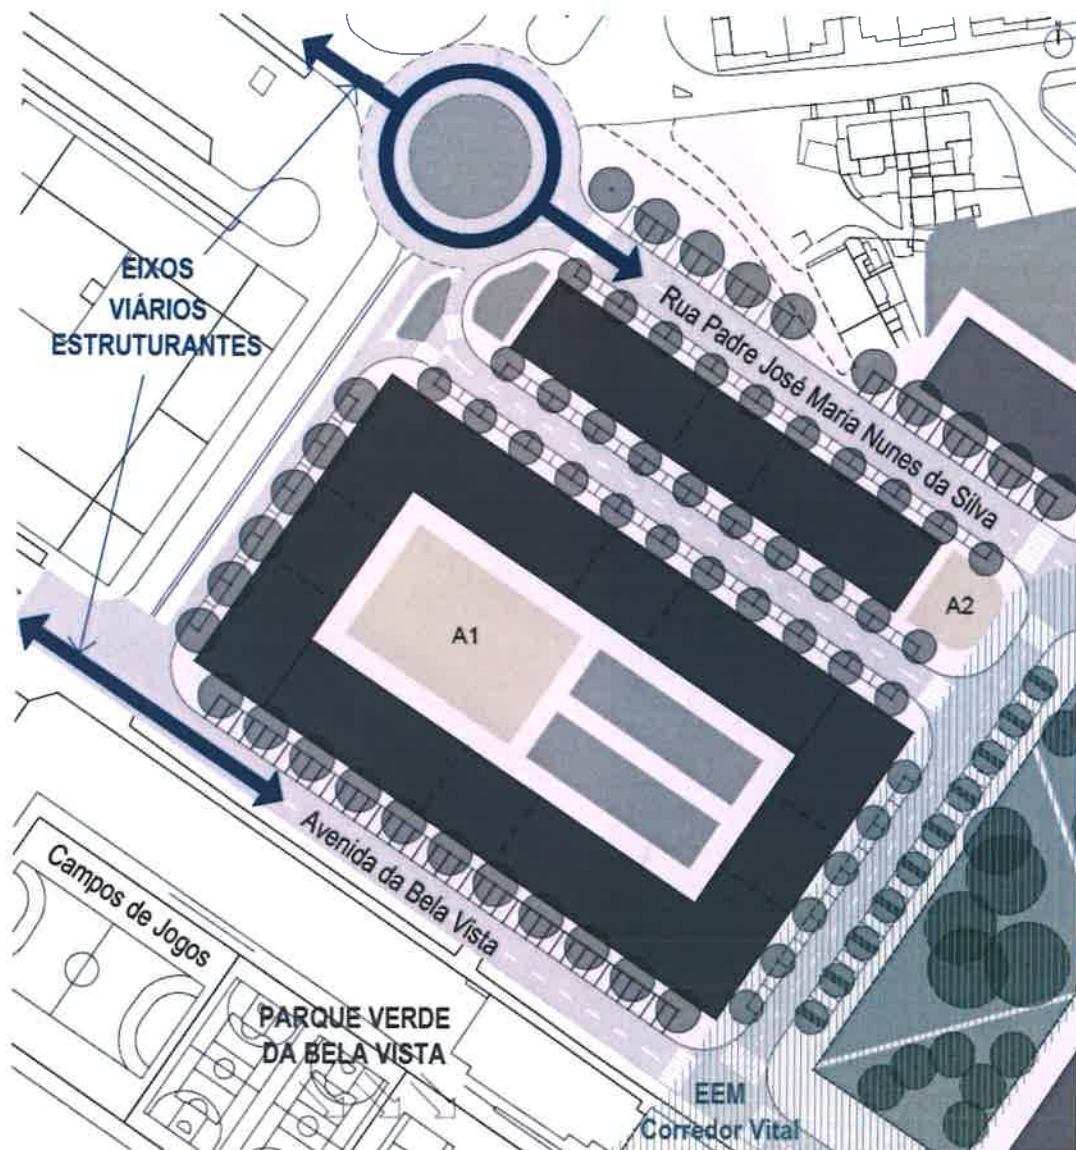 N
EIXOS
VIÁRIOS
ESTRUTURANTES
Rua Padre José Maria Nunes da Silva
A2
A1
Avenida da Bela Vista
Campos de Jogos
PARQUE VERDE
DA BELA VISTA
EEM
Corredor Vital